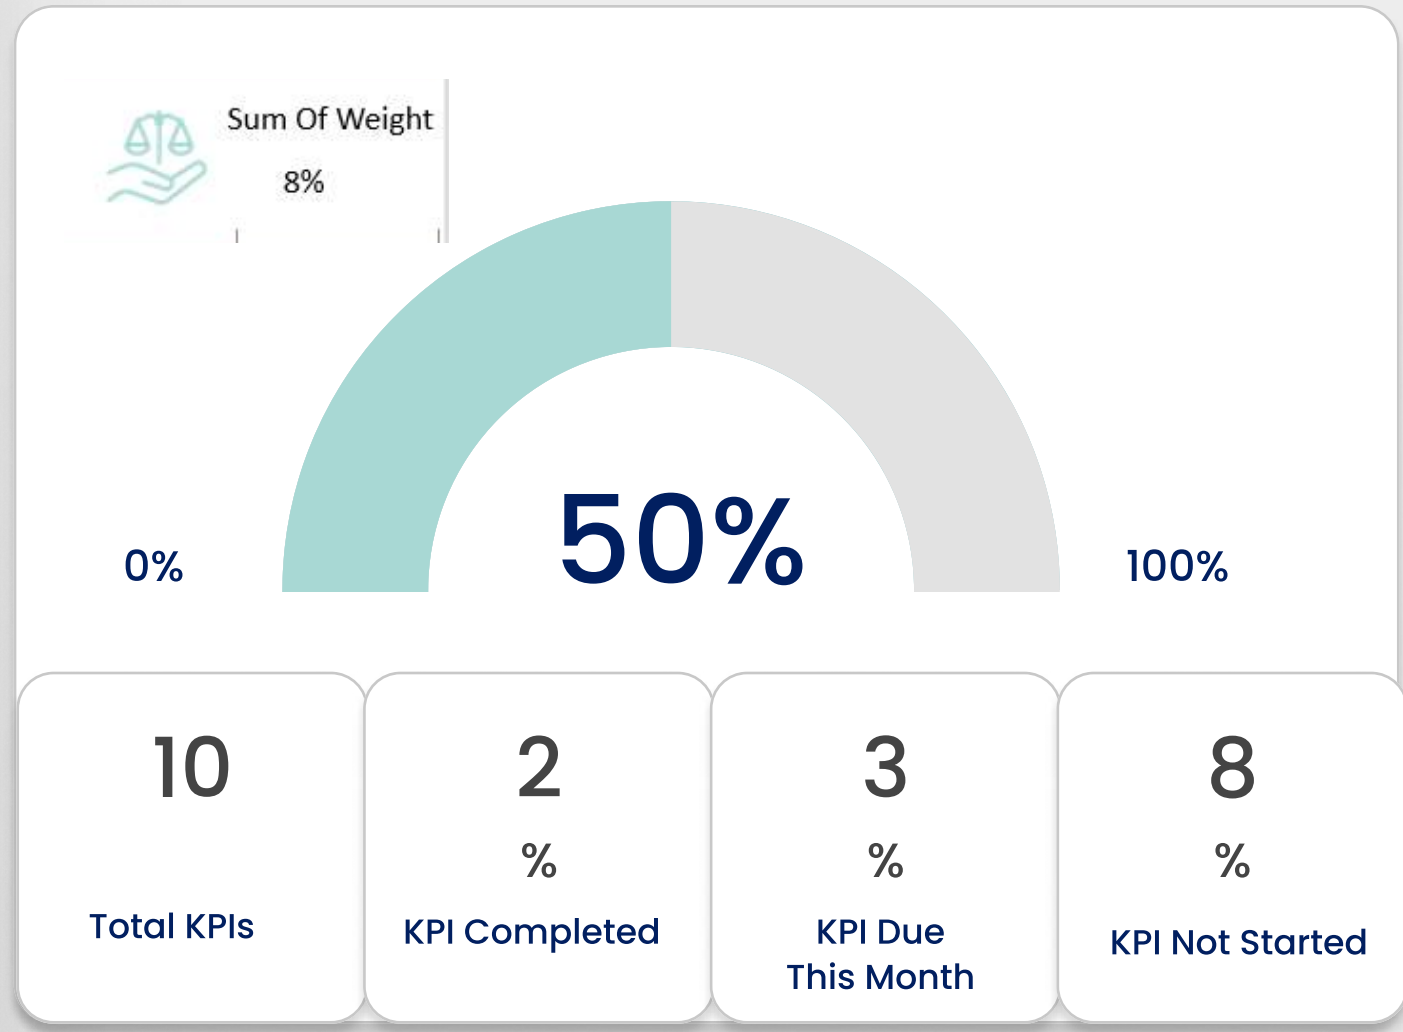 Sum Of Weight
8%
50%
0%
100%
10
Total KPIs
2
%
KPI Completed
3
%
KPI Due
This Month
8
%
KPI Not Started